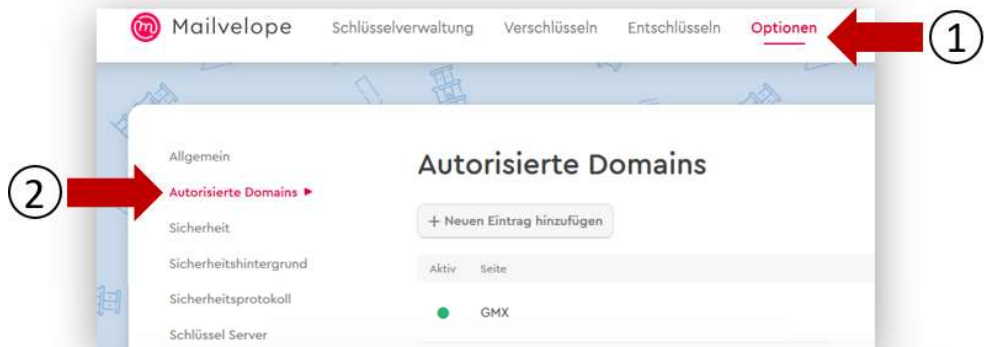 Mailvelope Schlüsselverwaltung Verschlüsseln Entschlüsseln Optionen 1
Allgemein
Autorisierte Domains
2 Autorisierte Domains ►
+ Neuen Eintrag hinzufügen
Sicherheit
Sicherheitshintergrund
Aktiv Seite
Sicherheitsprotokoll
GMX
Schlüssel Server